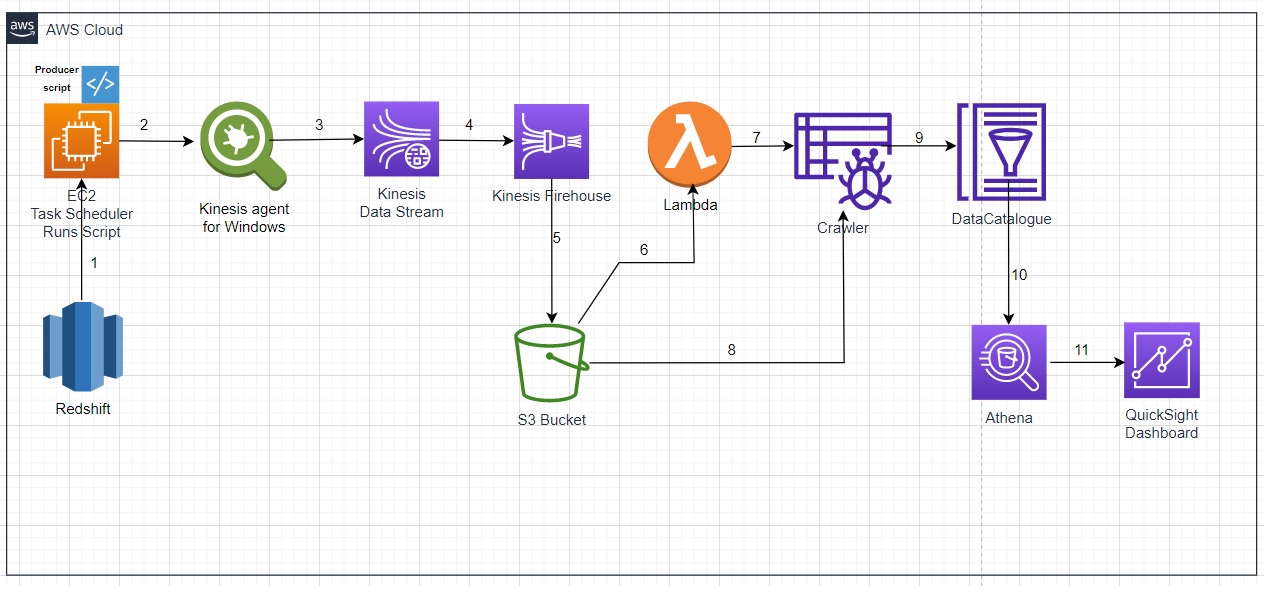 aws
AWS Cloud
Producer
script
</>
2
3
4
7
9
EC2
Task Scheduler
Runs Script
Kinesis agent
for Windows
Kinesis
Data Stream
Kinesis Firehouse
Lambda
Crawler
DataCatalogue
1
5
6
10
8
11
Redshift
S3 Bucket
Athena
QuickSight
Dashboard